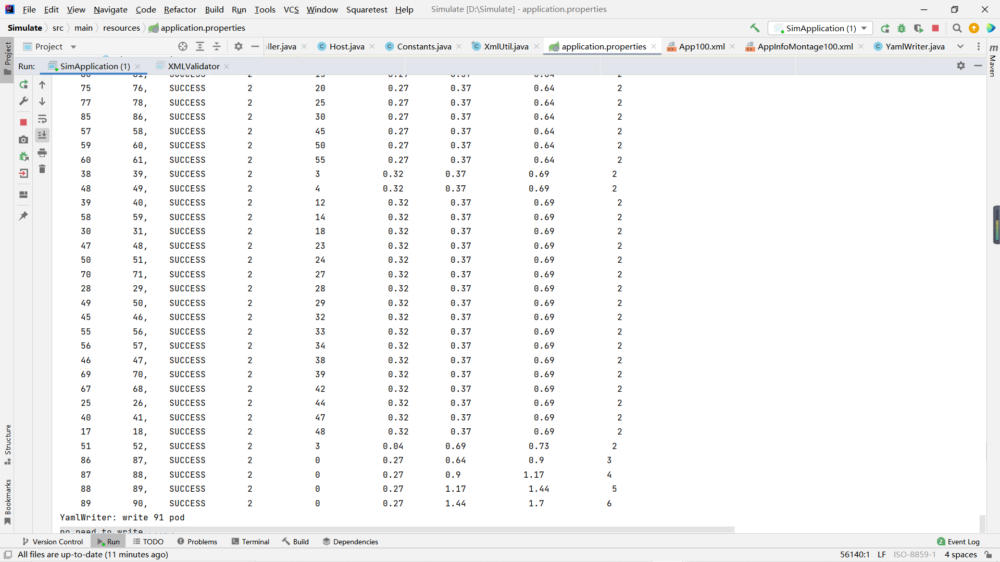 File Edit View Navigate Code Refactor Build Run Tools VCS Window Squaretest Help Simulate [D:\Simulate] - application.properties
Simulate src main resources application.properties SimApplication (1)
Project Project ller.java Host.java Constants.java XmlUtil.java application.properties App100.xml AppInfoMontage100.xml YamlWriter.java Maven
Run: SimApplication (1) XMLValidator
75 76, SUCCESS 2 20 0.27 0.37 0.64 2
77 78, SUCCESS 2 25 0.27 0.37 0.64 2
85 86, SUCCESS 2 30 0.27 0.37 0.64 2
57 58, SUCCESS 2 45 0.27 0.37 0.64 2
59 60, SUCCESS 2 50 0.27 0.37 0.64 2
60 61, SUCCESS 2 55 0.27 0.37 0.64 2
38 39, SUCCESS 2 3 0.32 0.37 0.69 2
48 49, SUCCESS 2 4 0.32 0.37 0.69 2
39 40, SUCCESS 2 12 0.32 0.37 0.69 2
58 59, SUCCESS 2 14 0.32 0.37 0.69 2
30 31, SUCCESS 2 18 0.32 0.37 0.69 2
47 48, SUCCESS 2 23 0.32 0.37 0.69 2
50 51, SUCCESS 2 24 0.32 0.37 0.69 2
70 71, SUCCESS 2 27 0.32 0.37 0.69 2
28 29, SUCCESS 2 28 0.32 0.37 0.69 2
49 50, SUCCESS 2 29 0.32 0.37 0.69 2
45 46, SUCCESS 2 32 0.32 0.37 0.69 2
55 56, SUCCESS 2 33 0.32 0.37 0.69 2
56 57, SUCCESS 2 34 0.32 0.37 0.69 2
46 47, SUCCESS 2 38 0.32 0.37 0.69 2
69 70, SUCCESS 2 39 0.32 0.37 0.69 2
67 68, SUCCESS 2 42 0.32 0.37 0.69 2
25 26, SUCCESS 2 44 0.32 0.37 0.69 2
40 41, SUCCESS 2 47 0.32 0.37 0.69 2
17 18, SUCCESS 2 48 0.32 0.37 0.69 2
51 52, SUCCESS 2 3 0.04 0.69 0.73 2
86 87, SUCCESS 2 0 0.27 0.64 0.9 3
87 88, SUCCESS 2 0 0.27 0.9 1.17 4
88 89, SUCCESS 2 0 0.27 1.17 1.44 5
89 90, SUCCESS 2 0 0.27 1.44 1.7 6
YamlWriter: write 91 pod
no need to write
Structure
Bookmarks
Version Control Run TODO Problems Terminal Build Dependencies 2 Event Log
All files are up-to-date (11 minutes ago) 56140:1 LF ISO-8859-1 4 spaces